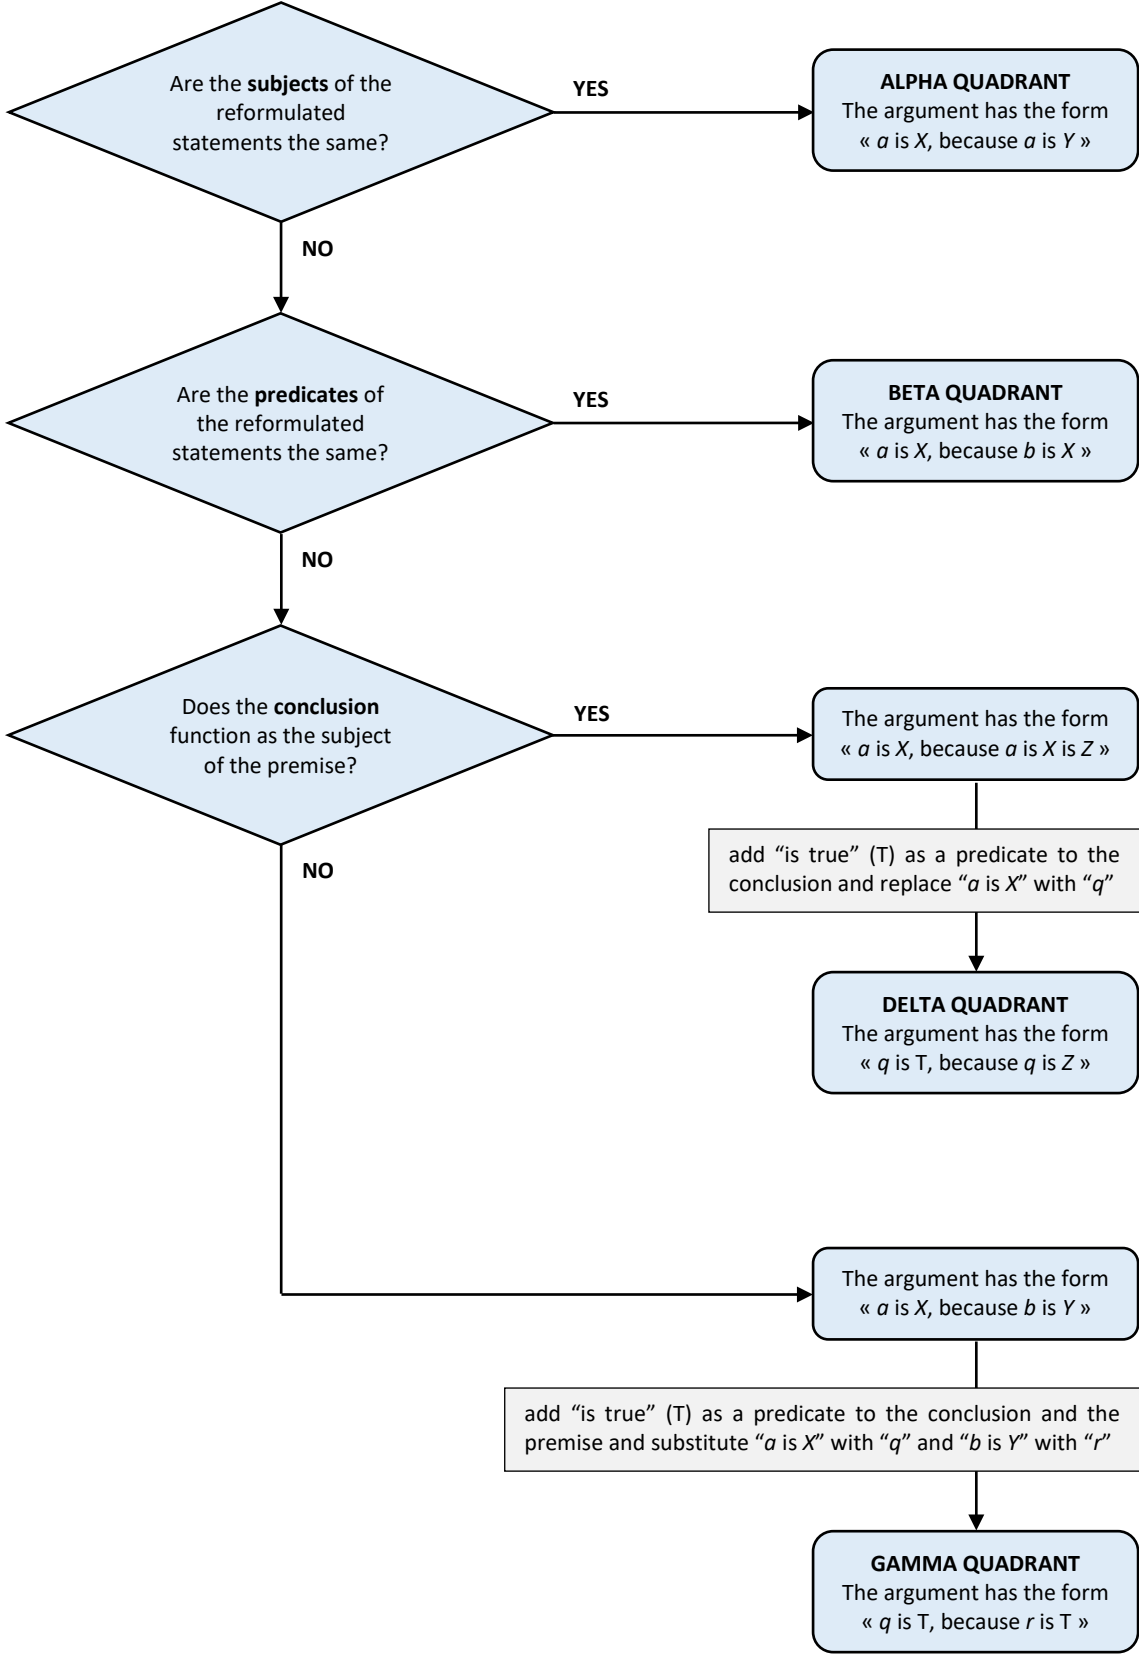 Are the subjects of the
reformulated
statements the same?
YES
ALPHA QUADRANT
The argument has the form
« a is X, because a is Y »
NO
Are the predicates of
the reformulated
statements the same?
YES
BETA QUADRANT
The argument has the form
« a is X, because b is X »
NO
Does the conclusion
function as the subject
of the premise?
YES
The argument has the form
« a is X, because a is X is Z »
add “is true” (T) as a predicate to the
conclusion and replace “a is X” with “q”
DELTA QUADRANT
The argument has the form
« q is T, because q is Z »
NO
The argument has the form
« a is X, because b is Y »
add “is true” (T) as a predicate to the conclusion and the
premise and substitute “a is X” with “q” and “b is Y” with “r”
GAMMA QUADRANT
The argument has the form
« q is T, because r is T »